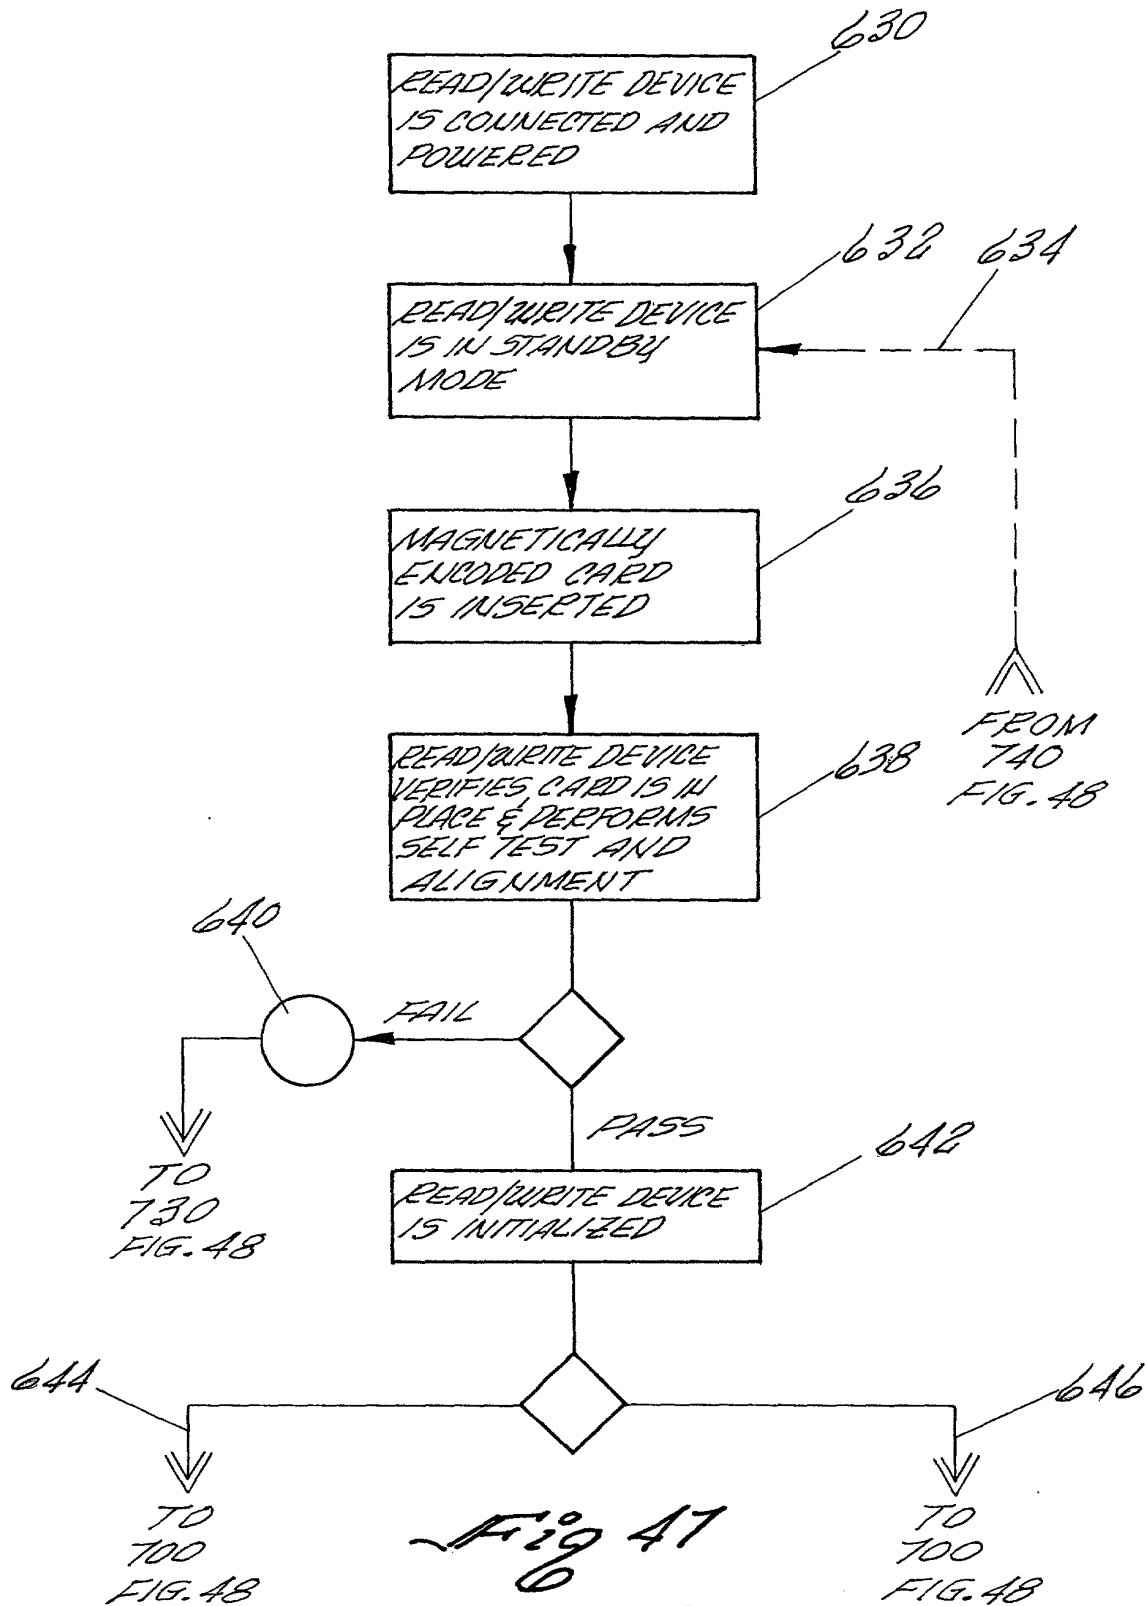 630
READ/WRITE DEVICE
IS CONNECTED AND
POWERED
632
634
READ/WRITE DEVICE
IS IN STANDBY
MODE
636
MAGNETICALLY
ENCODED CARD
IS INSERTED
FROM
740
FIG. 48
638
READ/WRITE DEVICE
VERIFIES CARD IS IN
PLACE & PERFORMS
SELF TEST AND
ALIGNMENT
640
FAIL
PASS
TO
730
FIG. 48
642
READ/WRITE DEVICE
IS INITIALIZED
644
646
TO
700
FIG. 48
TO
700
FIG. 48
Fig 47